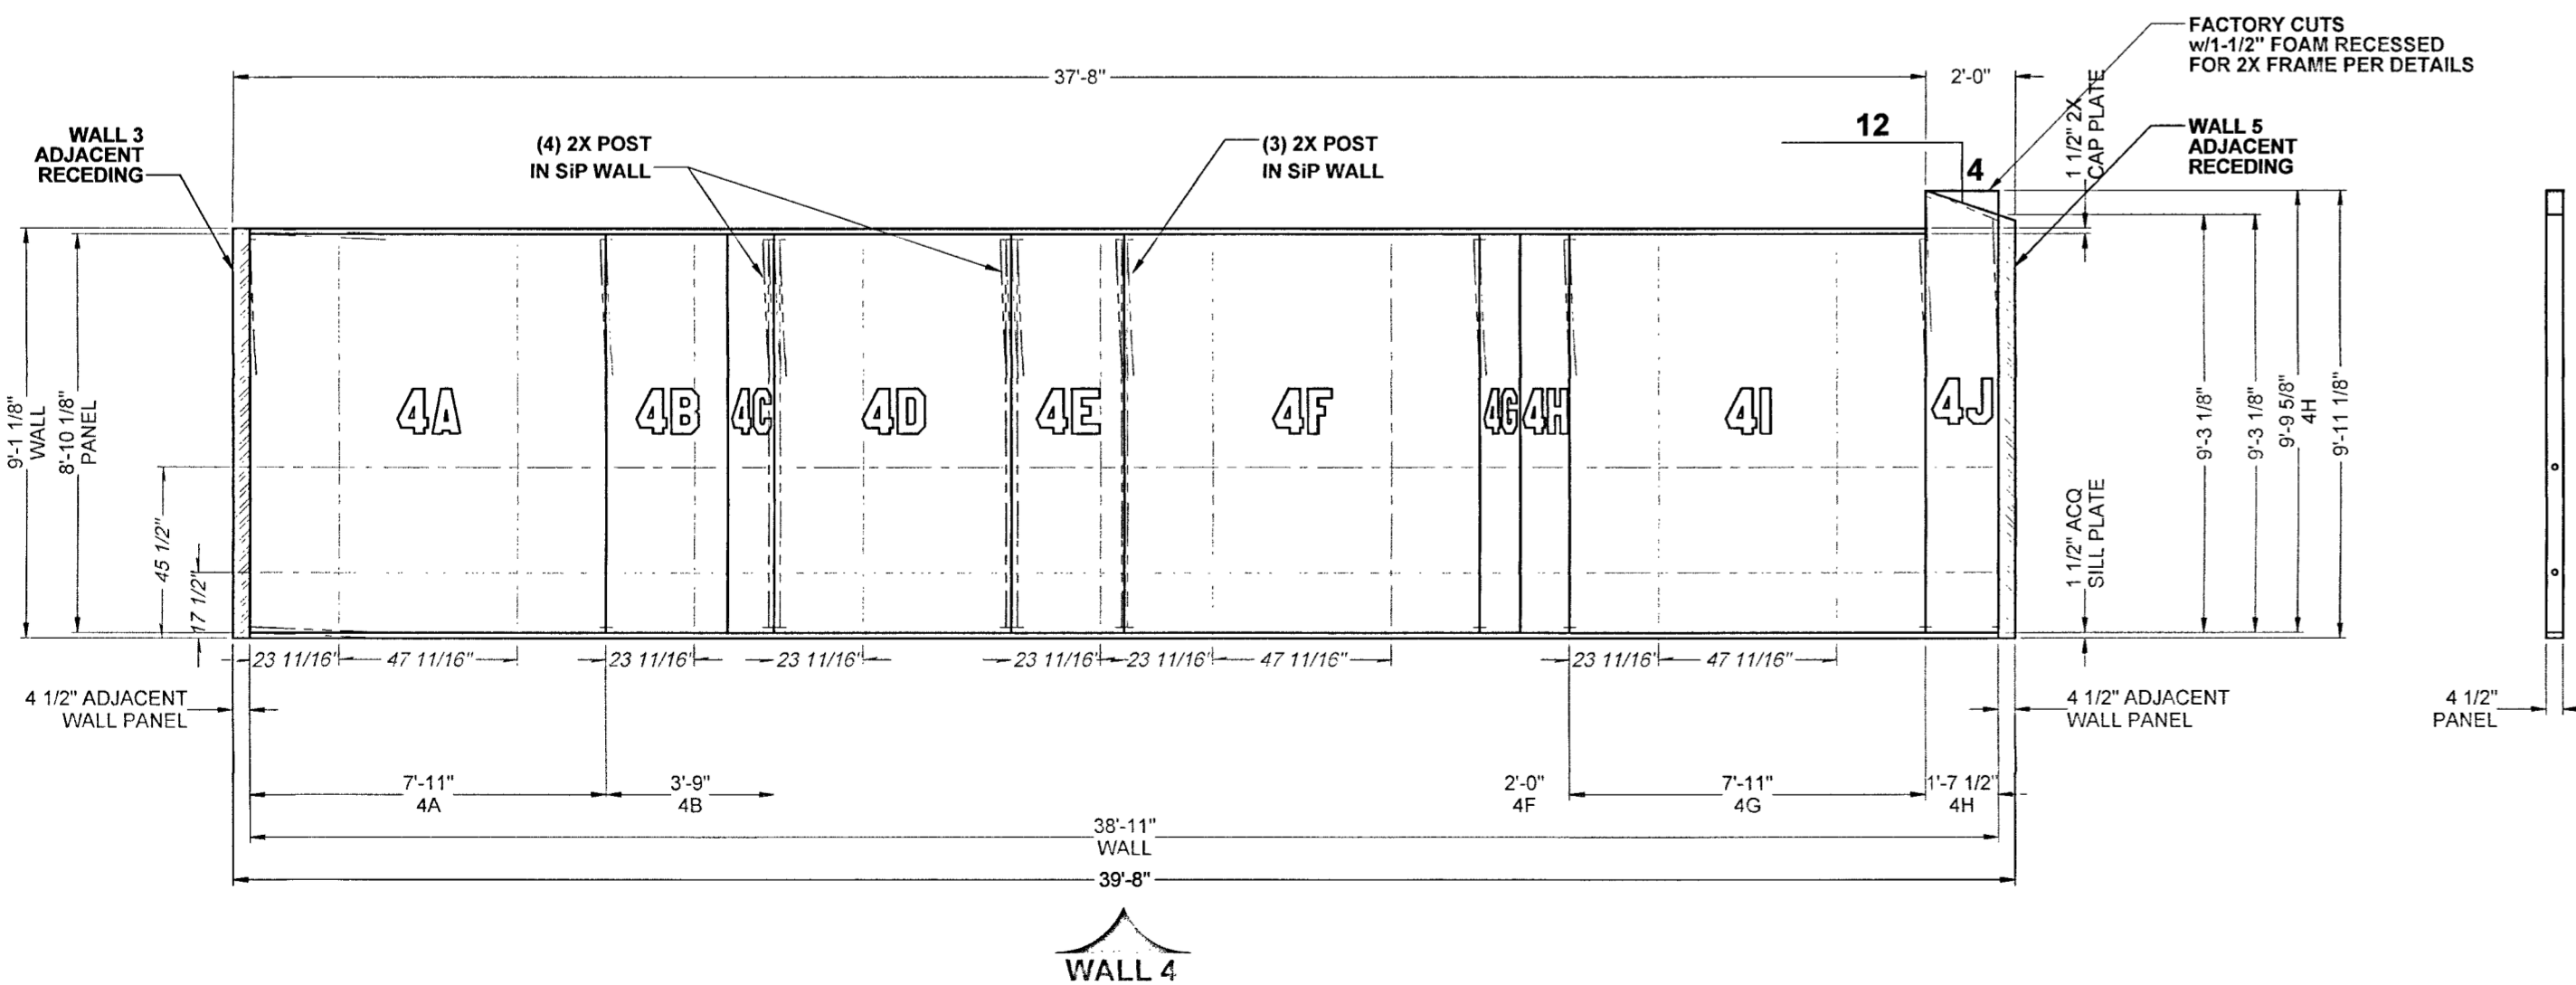 FACTORY CUTS
w/1-1/2" FOAM RECESSED
FOR 2X FRAME PER DETAILS
37'-8"
2'-0"
1 1/2" 2X
CAP PLATE
WALL 3
ADJACENT
RECEDING
(4) 2X POST
IN SiP WALL
(3) 2X POST
IN SiP WALL
12
4
WALL 5
ADJACENT
RECEDING
9'-1 1/8"
WALL
8'-10 1/8"
PANEL
45 1/2"
17 1/2"
4A
4B
4C
4D
4E
4F
4G
4H
4I
4J
9'-3 1/8"
9'-3 1/8"
9'-9 5/8"
4H
9'-11 1/8"
1 1/2" ACQ
SILL PLATE
23 11/16"
47 11/16"
23 11/16"
23 11/16"
23 11/16"
23 11/16"
47 11/16"
23 11/16"
47 11/16"
4 1/2" ADJACENT
WALL PANEL
4 1/2" ADJACENT
WALL PANEL
4 1/2"
PANEL
7'-11"
4A
3'-9"
4B
2'-0"
4F
7'-11"
4G
1'-7 1/2"
4H
38'-11"
WALL
39'-8"
WALL 4